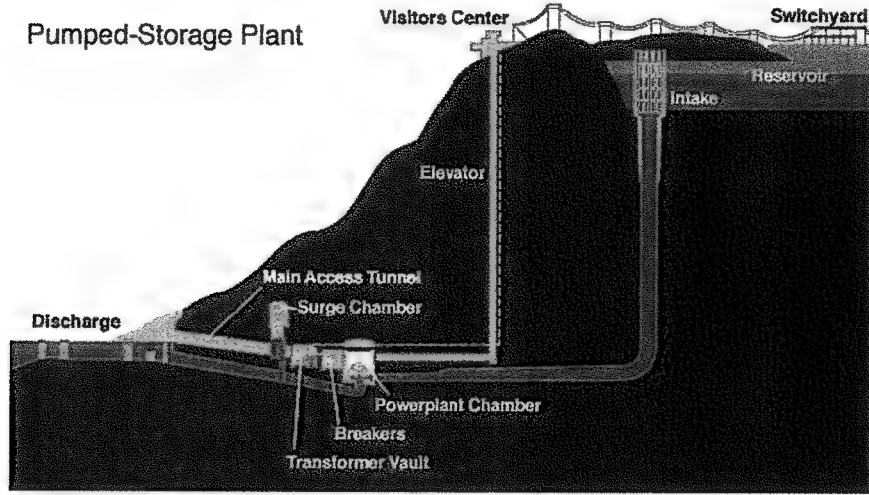 Pumped-Storage Plant
Visitors Center
Switchyard
Reservoir
Intake
Elevator
Main Access Tunnel
Surge Chamber
Discharge
Powerplant Chamber
Breakers
Transformer Vault